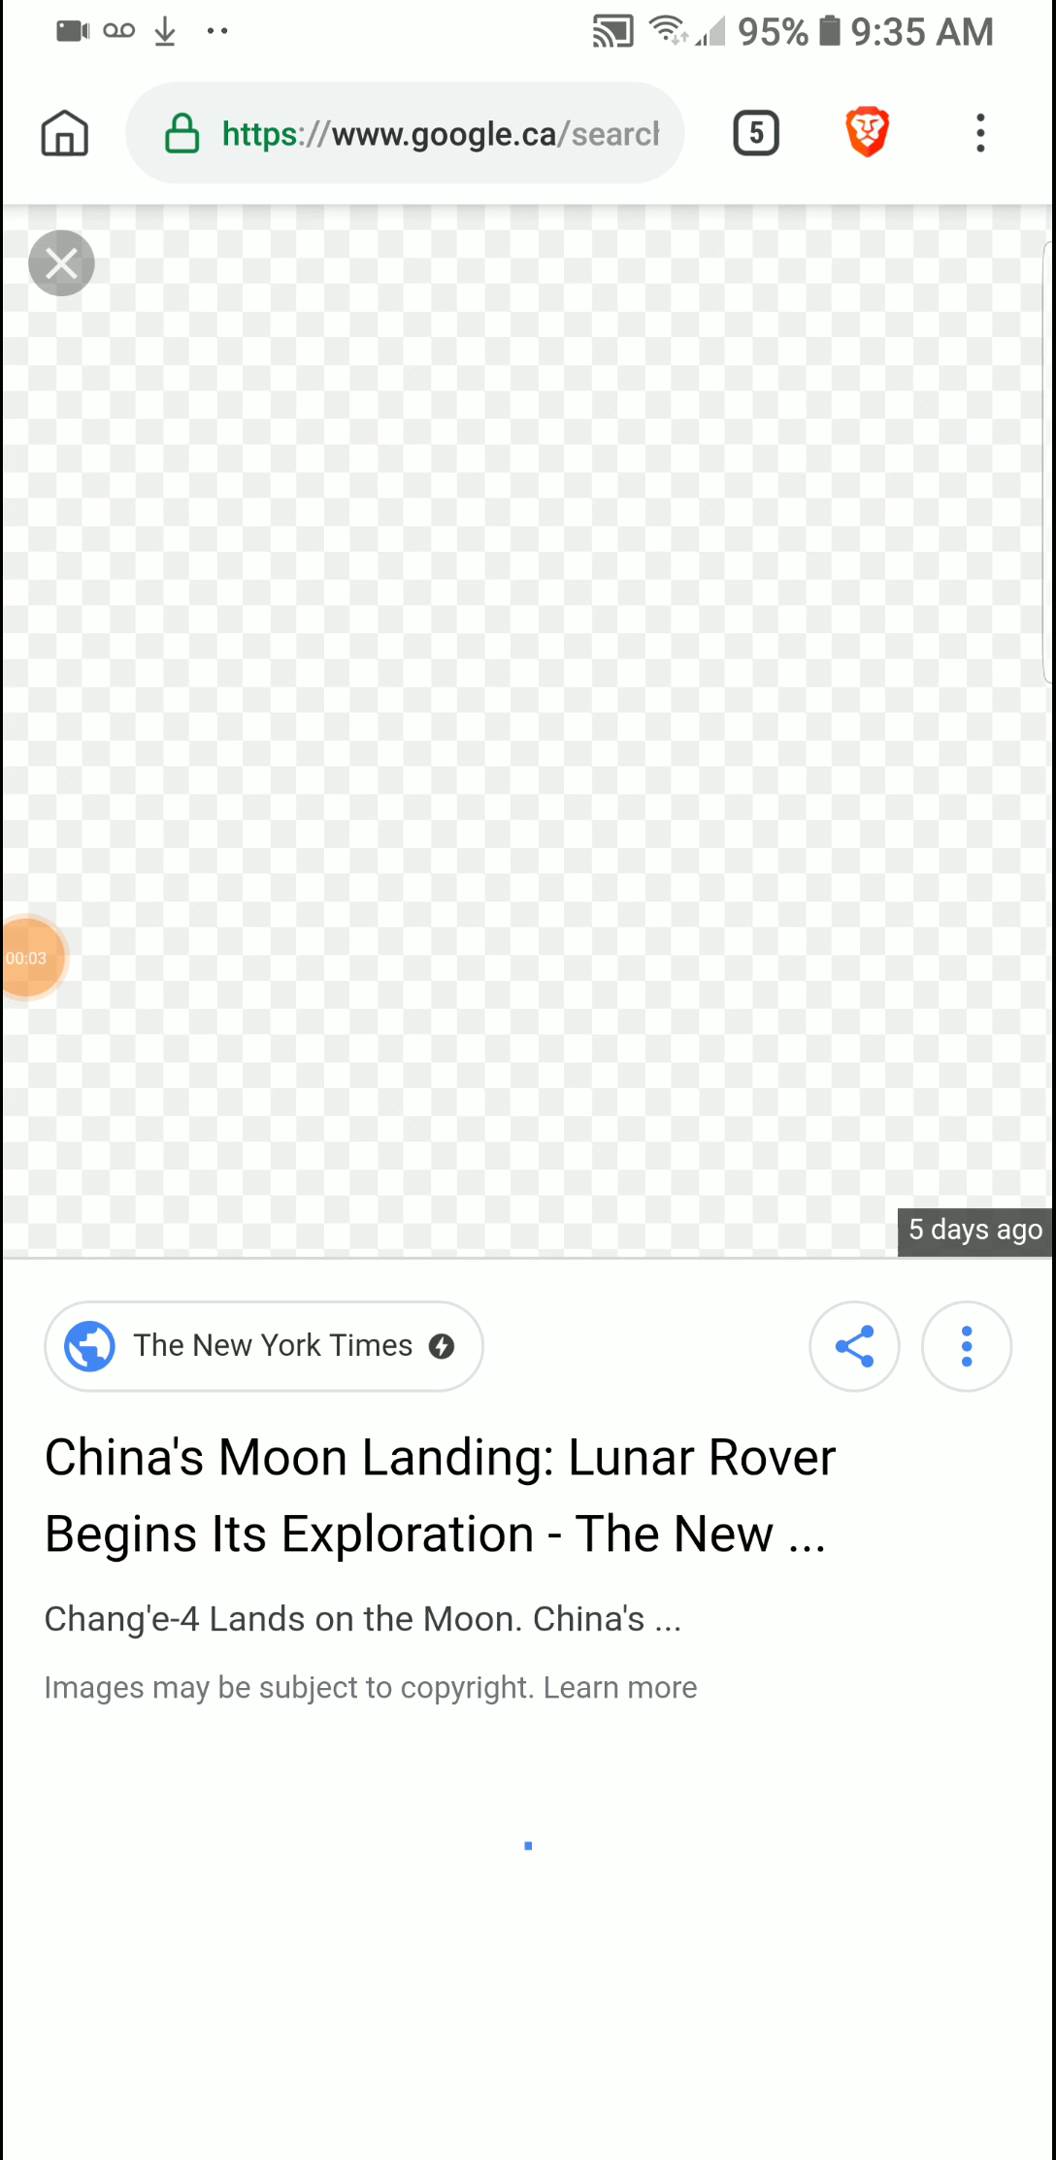 95% 9:35 AM
https://www.google.ca/search
5
00:03
5 days ago
The New York Times
China's Moon Landing: Lunar Rover
Begins Its Exploration - The New ...
Chang'e-4 Lands on the Moon. China's ...
Images may be subject to copyright. Learn more